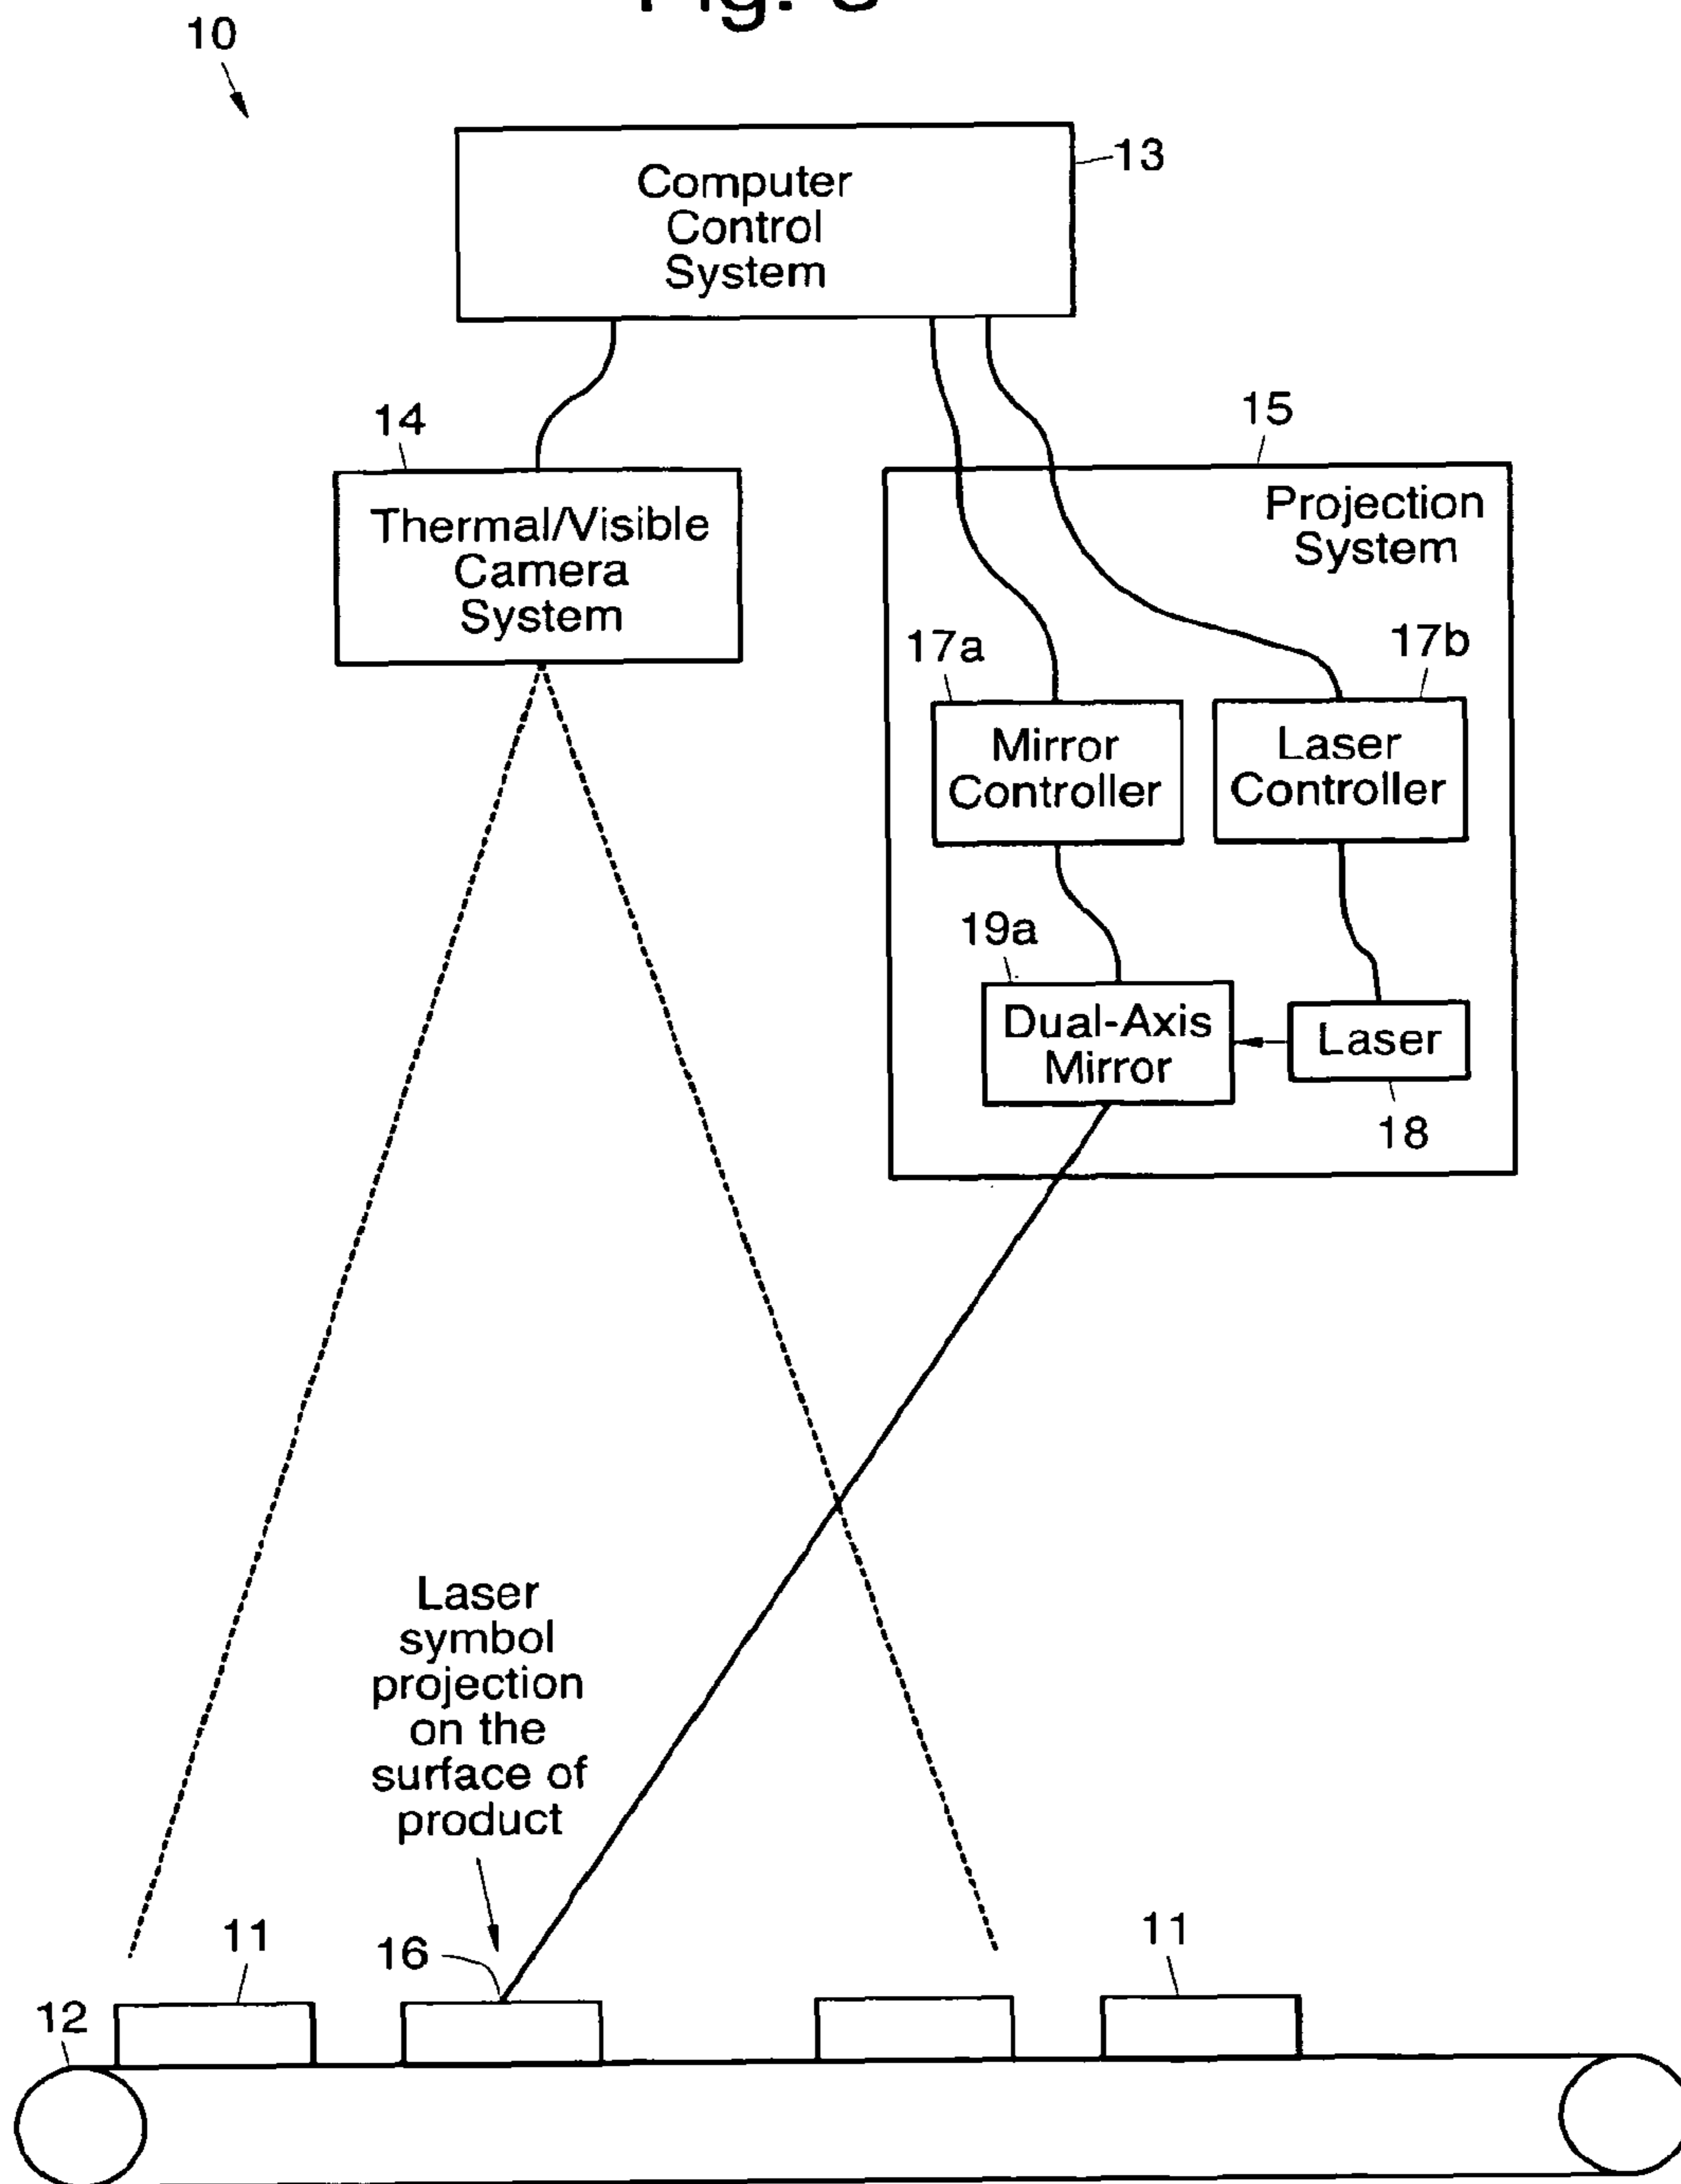 10
Computer
Control
System
13
14
Thermal/Visible
Camera
System
15
Projection
System
17a
17b
Mirror
Controller
Laser
Controller
19a
Dual-Axis
Mirror
Laser
18
Laser
symbol
projection
on the
surface of
product
11
16
11
12